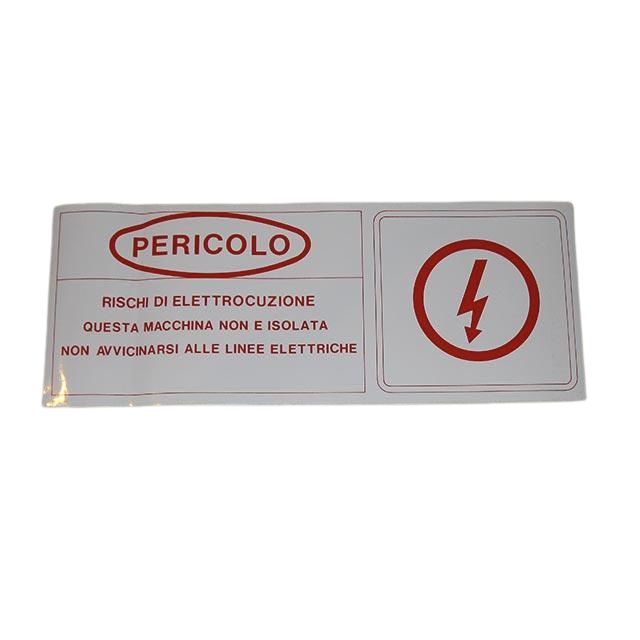 PERICOLO
RISCHI DI ELETTROCUZIONE
QUESTA MACCHINA NON E ISOLATA
NON AVVICINARSI ALLE LINEE ELETTRICHE